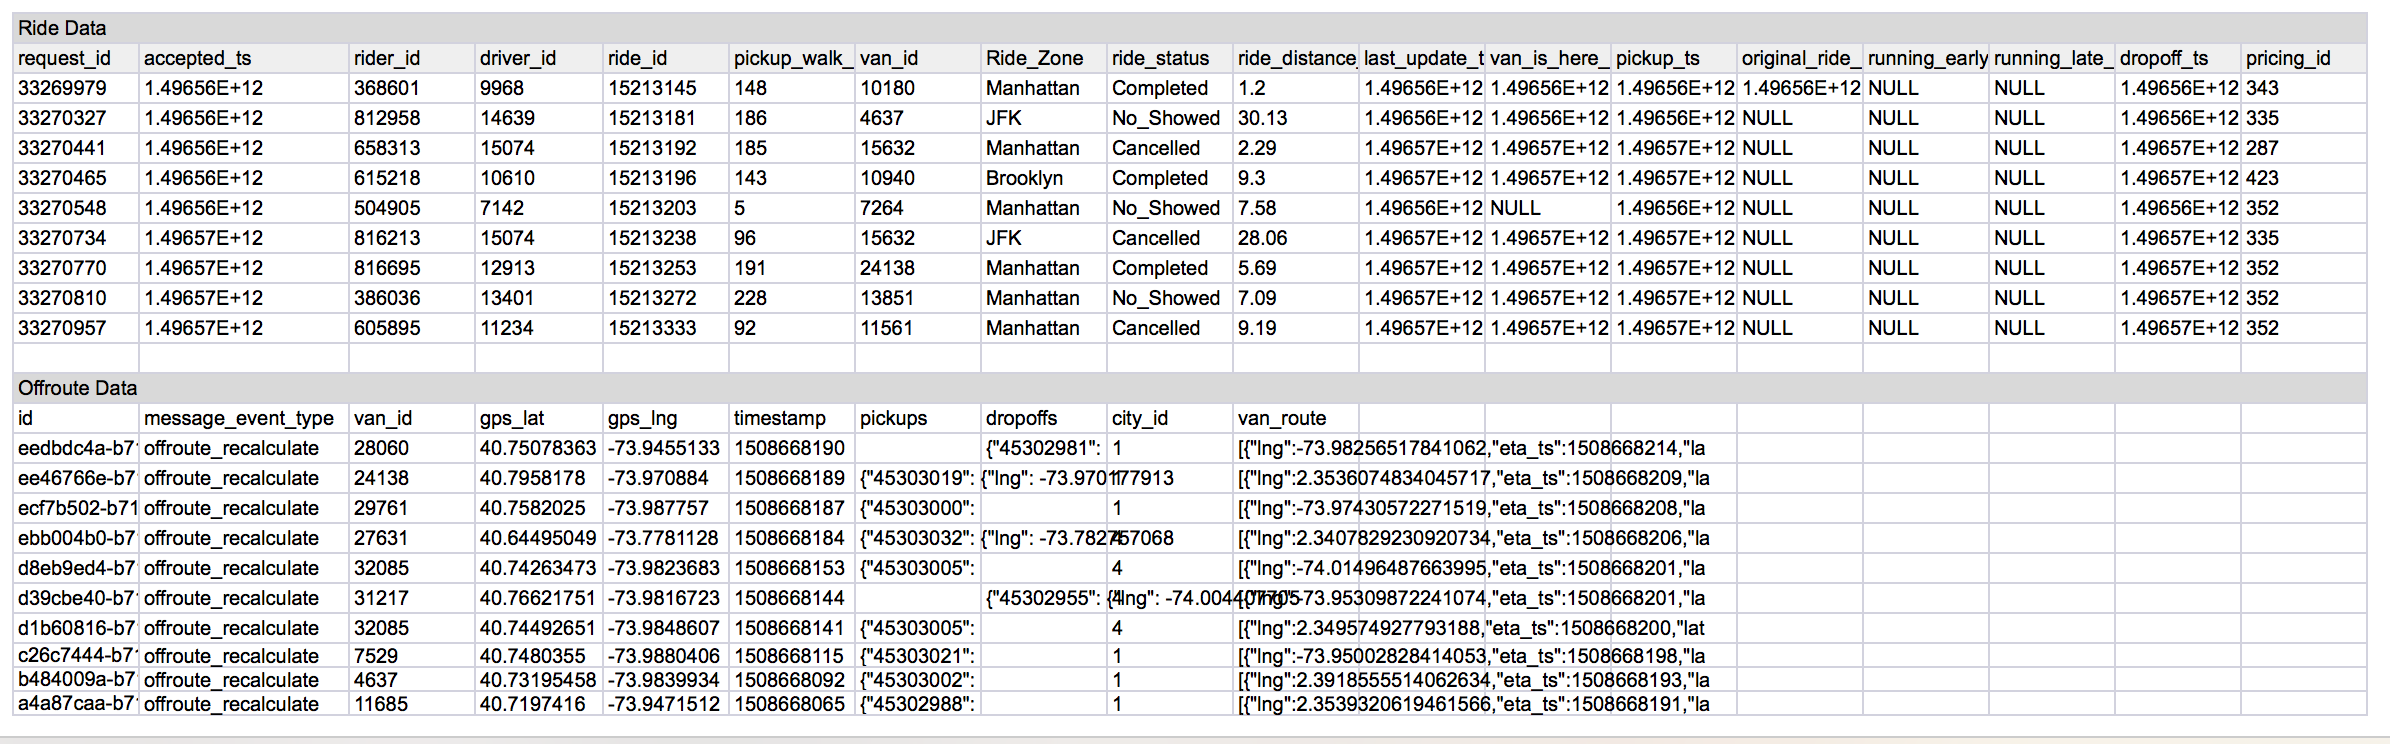 Ride Data
request_id accepted_ts rider_id driver_id ride_id pickup_walk_ van_id Ride_Zone ride_status ride_distance_ last_update_t van_is_here_ pickup_ts original_ride_ running_early running_late_ dropoff_ts pricing_id
33269979 1.49656E+12 368601 9968 15213145 148 10180 Manhattan Completed 1.2 1.49656E+12 1.49656E+12 1.49656E+12 1.49656E+12 NULL NULL 1.49656E+12 343
33270327 1.49656E+12 812958 14639 15213181 186 4637 JFK No_Showed 30.13 1.49656E+12 1.49656E+12 1.49656E+12 NULL NULL NULL 1.49656E+12 335
33270441 1.49656E+12 658313 15074 15213192 185 15632 Manhattan Cancelled 2.29 1.49657E+12 1.49657E+12 1.49657E+12 NULL NULL NULL 1.49657E+12 287
33270465 1.49656E+12 615218 10610 15213196 143 10940 Brooklyn Completed 9.3 1.49657E+12 1.49657E+12 1.49657E+12 NULL NULL NULL 1.49657E+12 423
33270548 1.49656E+12 504905 7142 15213203 5 7264 Manhattan No_Showed 7.58 1.49656E+12 NULL 1.49656E+12 NULL NULL NULL 1.49656E+12 352
33270734 1.49657E+12 816213 15074 15213238 96 15632 JFK Cancelled 28.06 1.49657E+12 1.49657E+12 1.49657E+12 NULL NULL NULL 1.49657E+12 335
33270770 1.49657E+12 816695 12913 15213253 191 24138 Manhattan Completed 5.69 1.49657E+12 1.49657E+12 1.49657E+12 NULL NULL NULL 1.49657E+12 352
33270810 1.49657E+12 386036 13401 15213272 228 13851 Manhattan No_Showed 7.09 1.49657E+12 1.49657E+12 1.49657E+12 NULL NULL NULL 1.49657E+12 352
33270957 1.49657E+12 605895 11234 15213333 92 11561 Manhattan Cancelled 9.19 1.49657E+12 1.49657E+12 1.49657E+12 NULL NULL NULL 1.49657E+12 352
Offroute Data
id message_event_type van_id gps_lat gps_lng timestamp pickups dropoffs city_id van_route
eedbdc4a-b71 offroute_recalculate 28060 40.75078363 -73.9455133 1508668190 {"45302981": 1 [{"lng":-73.98256517841062,"eta_ts":1508668214,"la
ee46766e-b71 offroute_recalculate 24138 40.7958178 -73.970884 1508668189 {"45303019": {"lng": -73.970177913 1 [{"lng":2.3536074834045717,"eta_ts":1508668209,"la
ecf7b502-b71 offroute_recalculate 29761 40.7582025 -73.987757 1508668187 {"45303000": 1 [{"lng":-73.97430572271519,"eta_ts":1508668208,"la
ebb004b0-b71 offroute_recalculate 27631 40.64495049 -73.7781128 1508668184 {"45303032": {"lng": -73.782757068 4 [{"lng":2.3407829230920734,"eta_ts":1508668206,"la
d8eb9ed4-b71 offroute_recalculate 32085 40.74263473 -73.9823683 1508668153 {"45303005": 4 [{"lng":-74.01496487663995,"eta_ts":1508668201,"la
d39cbe40-b71 offroute_recalculate 31217 40.76621751 -73.9816723 1508668144 {"45302955": {"lng": -74.004407705 4 [{"lng":-73.95309872241074,"eta_ts":1508668201,"la
d1b60816-b71 offroute_recalculate 32085 40.74492651 -73.9848607 1508668141 {"45303005": 4 [{"lng":2.349574927793188,"eta_ts":1508668200,"lat
c26c7444-b71 offroute_recalculate 7529 40.7480355 -73.9880406 1508668115 {"45303021": 1 [{"lng":-73.95002828414053,"eta_ts":1508668198,"la
b484009a-b71 offroute_recalculate 4637 40.73195458 -73.9839934 1508668092 {"45303002": 1 [{"lng":2.3918555514062634,"eta_ts":1508668193,"la
a4a87caa-b71 offroute_recalculate 11685 40.7197416 -73.9471512 1508668065 {"45302988": 1 [{"lng":2.3539320619461566,"eta_ts":1508668191,"la